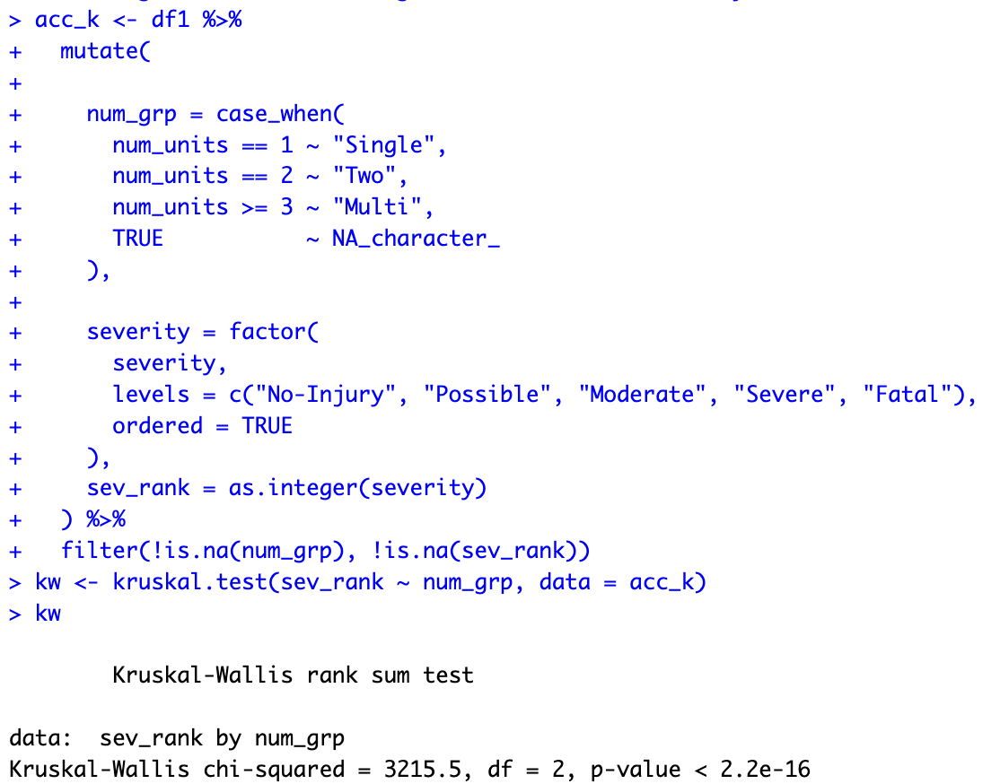 > acc_k <- df1 %>%
+   mutate(
+
+     num_grp = case_when(
+       num_units == 1 ~ "Single",
+       num_units == 2 ~ "Two",
+       num_units >= 3 ~ "Multi",
+       TRUE           ~ NA_character_
+     ),
+
+     severity = factor(
+       severity,
+       levels = c("No-Injury", "Possible", "Moderate", "Severe", "Fatal"),
+       ordered = TRUE
+     ),
+     sev_rank = as.integer(severity)
+   ) %>%
+   filter(!is.na(num_grp), !is.na(sev_rank))
> kw <- kruskal.test(sev_rank ~ num_grp, data = acc_k)
> kw

        Kruskal-Wallis rank sum test

data:  sev_rank by num_grp
Kruskal-Wallis chi-squared = 3215.5, df = 2, p-value < 2.2e-16